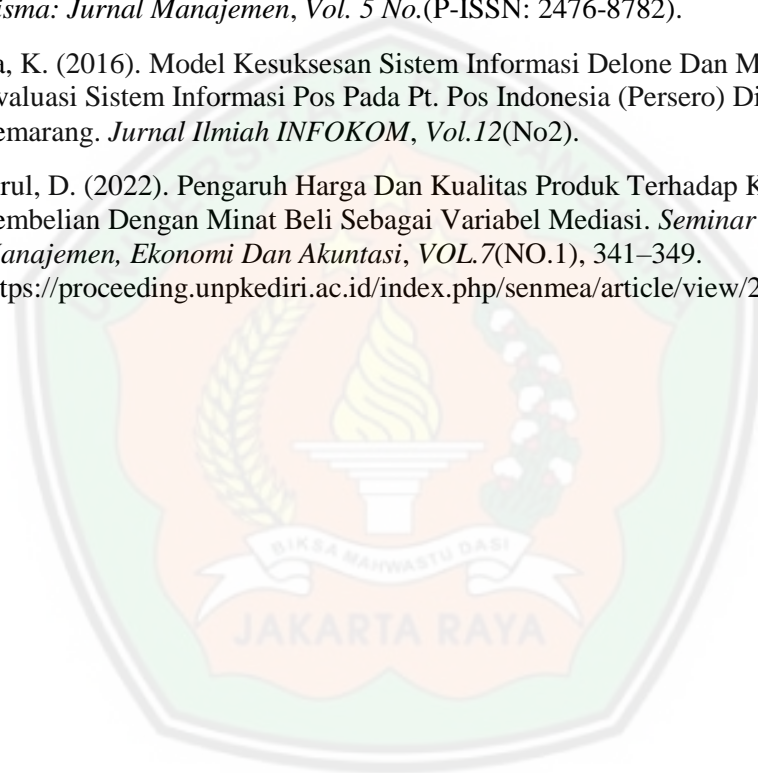 isma: Jurnal Manajemen, Vol. 5 No.(P-ISSN: 2476-8782).
a, K. (2016). Model Kesuksesan Sistem Informasi Delone Dan M
valuasi Sistem Informasi Pos Pada Pt. Pos Indonesia (Persero) Di
emarang. Jurnal Ilmiah INFOKOM, Vol.12(No2).
rul, D. (2022). Pengaruh Harga Dan Kualitas Produk Terhadap K
embelian Dengan Minat Beli Sebagai Variabel Mediasi. Seminar
Manajemen, Ekonomi Dan Akuntasi, VOL.7(NO.1), 341–349.
ttps://proceeding.unpkediri.ac.id/index.php/senmea/article/view/2
BIKSA MAHWASTU DASI
JAKARTA RAYA